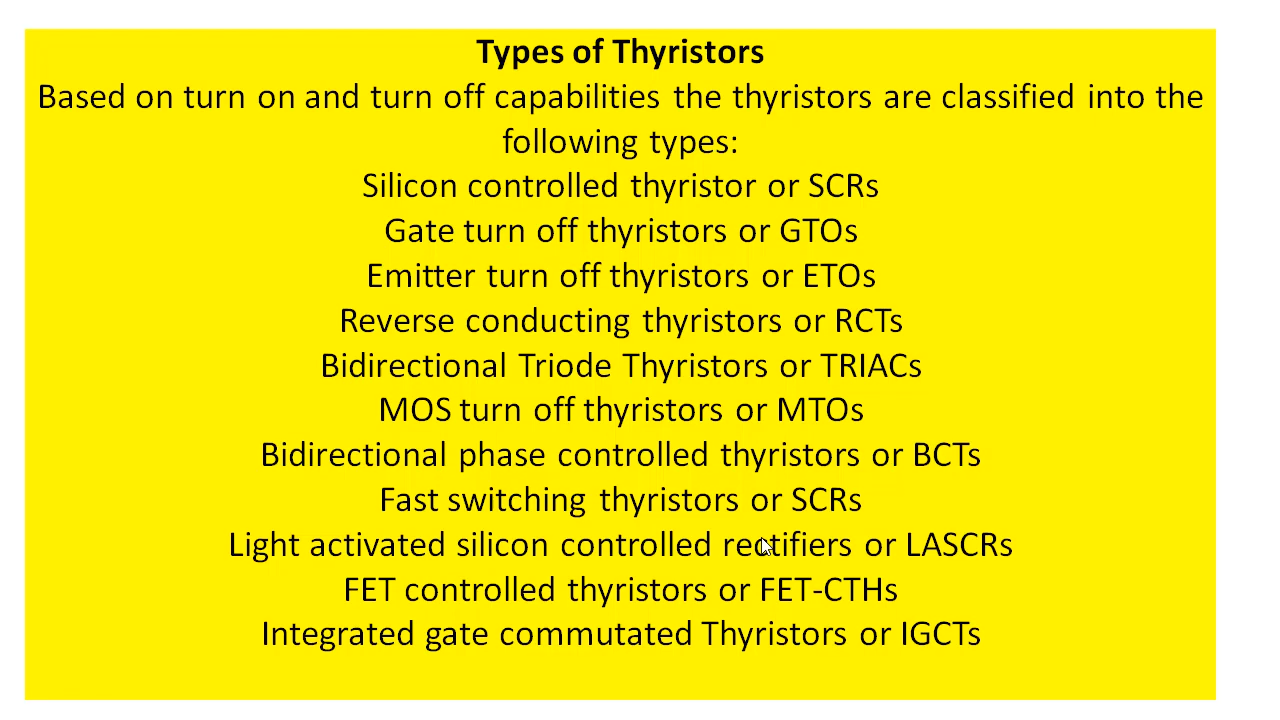 Types of Thyristors
Based on turn on and turn off capabilities the thyristors are classified into the
following types:
Silicon controlled thyristor or SCRs
Gate turn off thyristors or GTOs
Emitter turn off thyristors or ETOs
Reverse conducting thyristors or RCTs
Bidirectional Triode Thyristors or TRIACs
MOS turn off thyristors or MTOs
Bidirectional phase controlled thyristors or BCTs
Fast switching thyristors or SCRs
Light activated silicon controlled rectifiers or LASCRs
FET controlled thyristors or FET-CTHs
Integrated gate commutated Thyristors or IGCTs